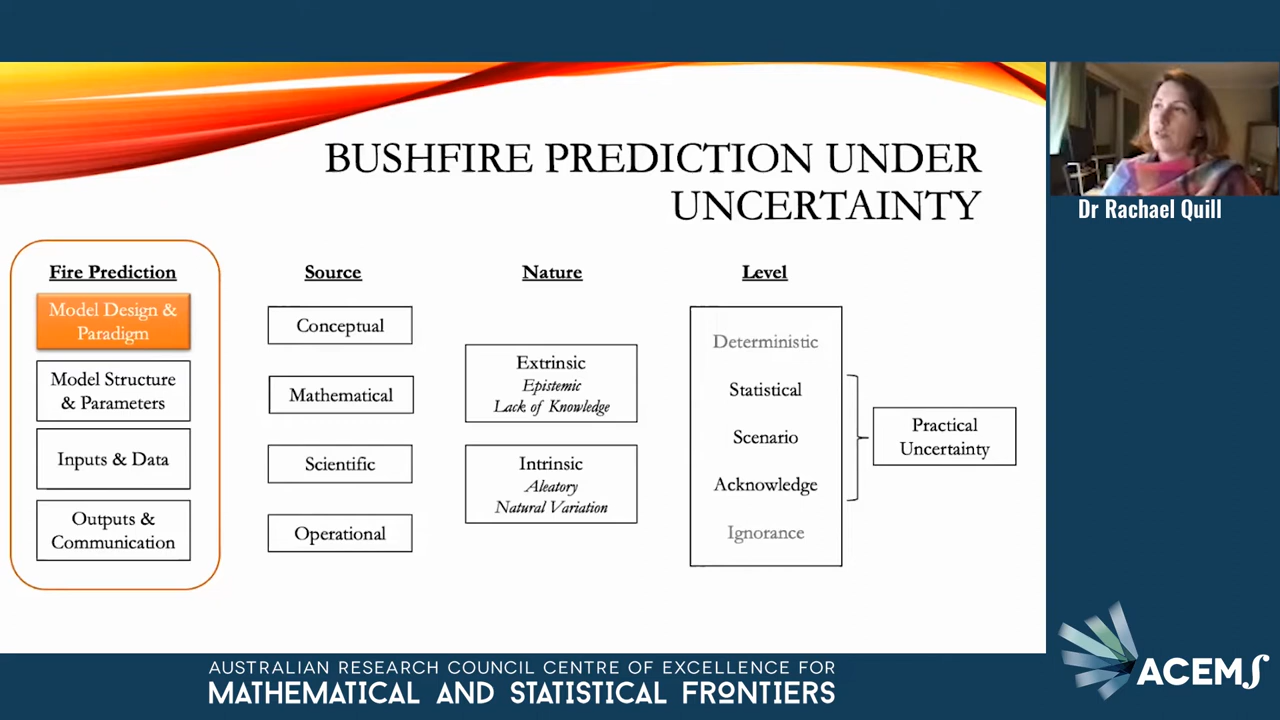 BUSHFIRE PREDICTION UNDER
UNCERTAINTY
Dr Rachael Quill
Fire Prediction
Model Design &
Paradigm
Model Structure
& Parameters
Inputs & Data
Outputs &
Communication
Source
Conceptual
Mathematical
Scientific
Operational
Nature
Extrinsic
Epistemic
Lack of Knowledge
Intrinsic
Aleatory
Natural Variation
Level
Deterministic
Statistical
Scenario
Acknowledge
Ignorance
Practical
Uncertainty
AUSTRALIAN RESEARCH COUNCIL CENTRE OF EXCELLENCE FOR
MATHEMATICAL AND STATISTICAL FRONTIERS
ACEMS